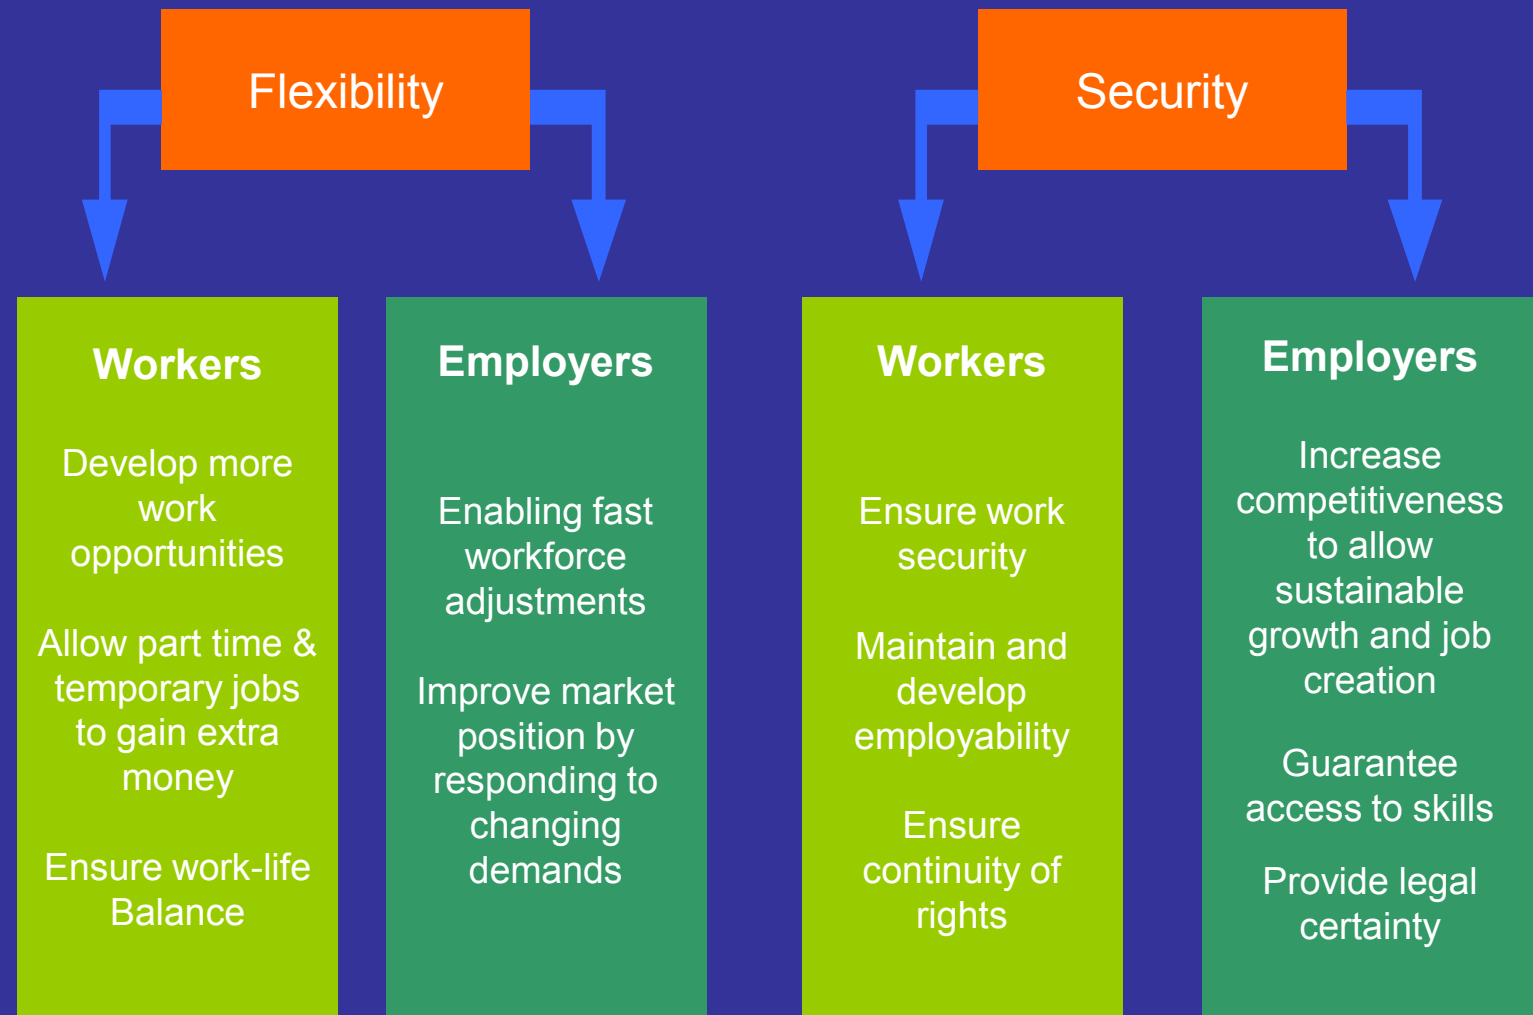 Flexibility
Security
Workers
Develop more
work
opportunities
Allow part time &
temporary jobs
to gain extra
money
Ensure work-life
Balance
Employers
Enabling fast
workforce
adjustments
Improve market
position by
responding to
changing
demands
Workers
Ensure work
security
Maintain and
develop
employability
Ensure
continuity of
rights
Employers
Increase
competitiveness
to allow
sustainable
growth and job
creation
Guarantee
access to skills
Provide legal
certainty